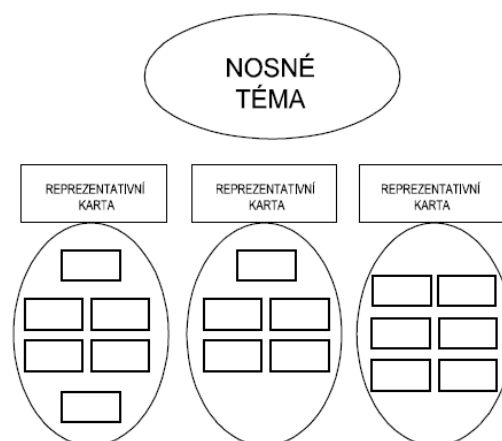 NOSNÉ
TÉMA
REPREZENTATIVNÍ
KARTA
REPREZENTATIVNÍ
KARTA
REPREZENTATIVNÍ
KARTA